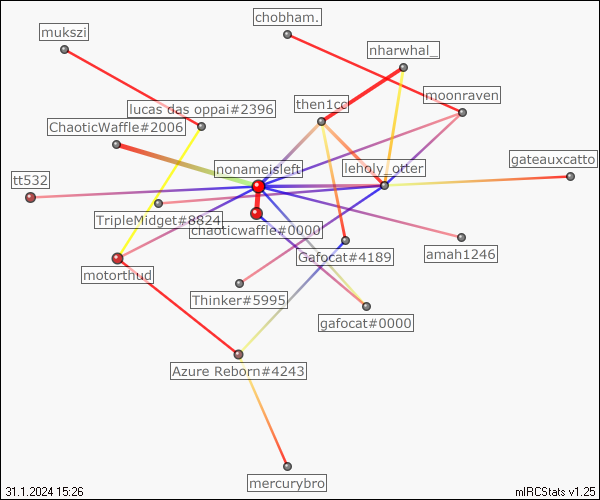 chobham.
mukszi
nharwhal_
moonraven
then1cc
lucas das oppai#2396
ChaoticWaffle#2006
gateauxcatto
nonameisleft
leholy_otter
tt532
TripleMidget#8824
chaoticwaffle#0000
amah1246
Gafocat#4189
motorthud
Thinker#5995
gafocat#0000
Azure Reborn#4243
mercurybro
31.1.2024 15:26
mIRCStats v1.25